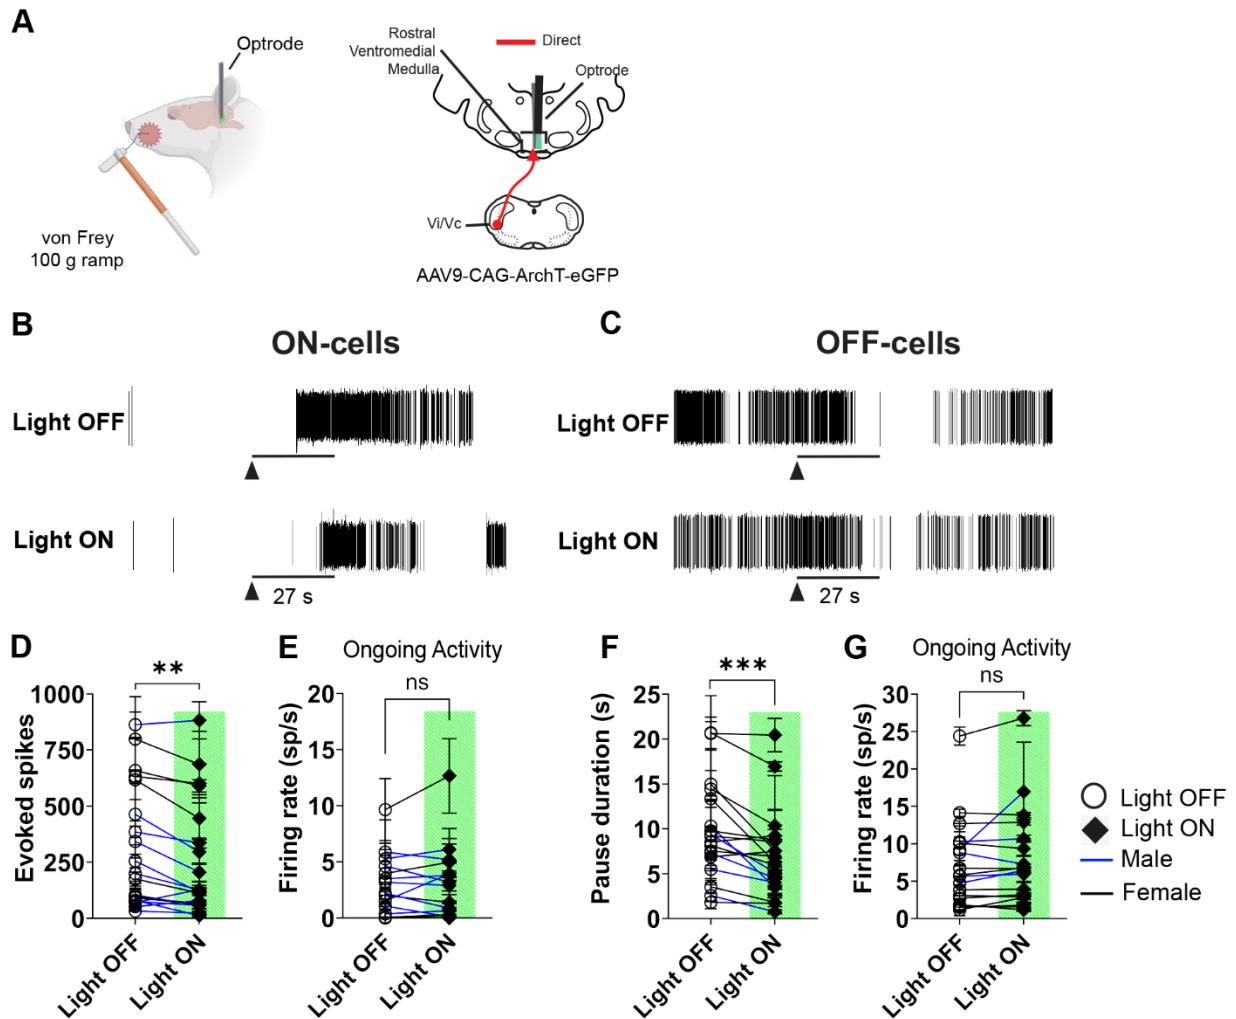 A
Optrode
von Frey
100 g ramp
Rostral
Ventromedial
Medulla
Direct
Optrode
Vi/Vc
AAV9-CAG-ArchT-eGFP
B
ON-cells
Light OFF
Light ON
27 s
C
OFF-cells
Light OFF
Light ON
27 s
D
**
Evoked spikes
1000
750
500
250
0
Light OFF
Light ON
E
Ongoing Activity
ns
Firing rate (sp/s)
20
15
10
5
0
Light OFF
Light ON
F
***
Pause duration (s)
25
20
15
10
5
0
Light OFF
Light ON
G
Ongoing Activity
ns
Firing rate (sp/s)
30
25
20
15
10
5
0
Light OFF
Light ON
Light OFF
Light ON
Male
Female